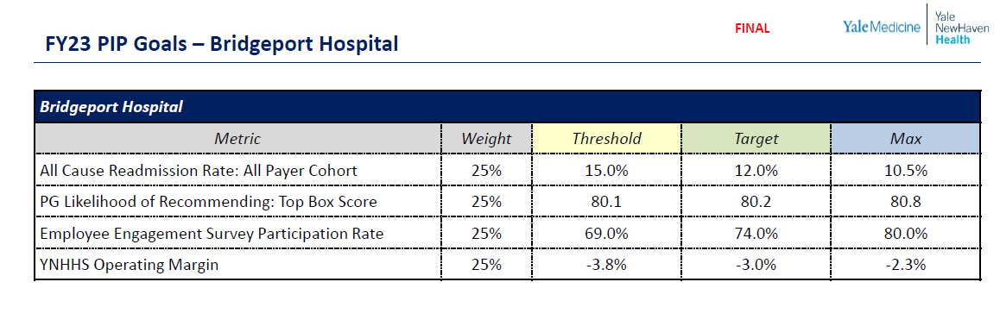 FY23 PIP Goals – Bridgeport Hospital
FINAL
Yale Medicine
Yale
NewHaven
Health
Bridgeport Hospital
Metric Weight Threshold Target Max
All Cause Readmission Rate: All Payer Cohort 25% 15.0% 12.0% 10.5%
PG Likelihood of Recommending: Top Box Score 25% 80.1 80.2 80.8
Employee Engagement Survey Participation Rate 25% 69.0% 74.0% 80.0%
YNHHS Operating Margin 25% -3.8% -3.0% -2.3%